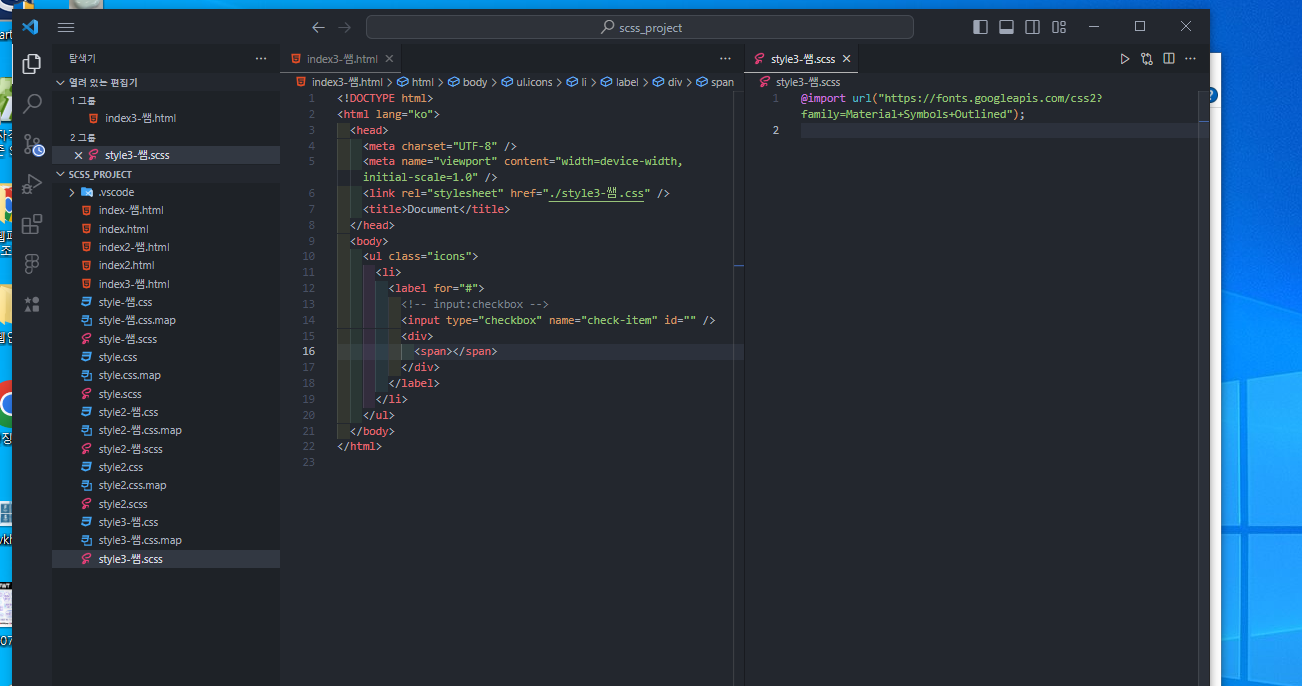 scss_project
탐색기
열려 있는 편집기
1 그룹
index3-쌤.html
2 그룹
style3-쌤.scss
SCSS_PROJECT
.vscode
index-쌤.html
index.html
index2-쌤.html
index2.html
index3-쌤.html
style-쌤.css
style-쌤.css.map
style-쌤.scss
style.css
style.css.map
style.scss
style2-쌤.css
style2-쌤.css.map
style2-쌤.scss
style2.css
style2.css.map
style2.scss
style3-쌤.css
style3-쌤.css.map
style3-쌤.scss
index3-쌤.html
index3-쌤.html > html > body > ul.icons > li > label > div > span
1 <!DOCTYPE html>
2 <html lang="ko">
3 <head>
4 <meta charset="UTF-8" />
5 <meta name="viewport" content="width=device-width,
initial-scale=1.0" />
6 <link rel="stylesheet" href="./style3-쌤.css" />
7 <title>Document</title>
8 </head>
9 <body>
10 <ul class="icons">
11 <li>
12 <label for="#">
13 <!-- input:checkbox -->
14 <input type="checkbox" name="check-item" id="" />
15 <div>
16 <span></span>
17 </div>
18 </label>
19 </li>
20 </ul>
21 </body>
22 </html>
23
style3-쌤.scss
style3-쌤.scss
1 @import url("https://fonts.googleapis.com/css2?
family=Material+Symbols+Outlined");
2